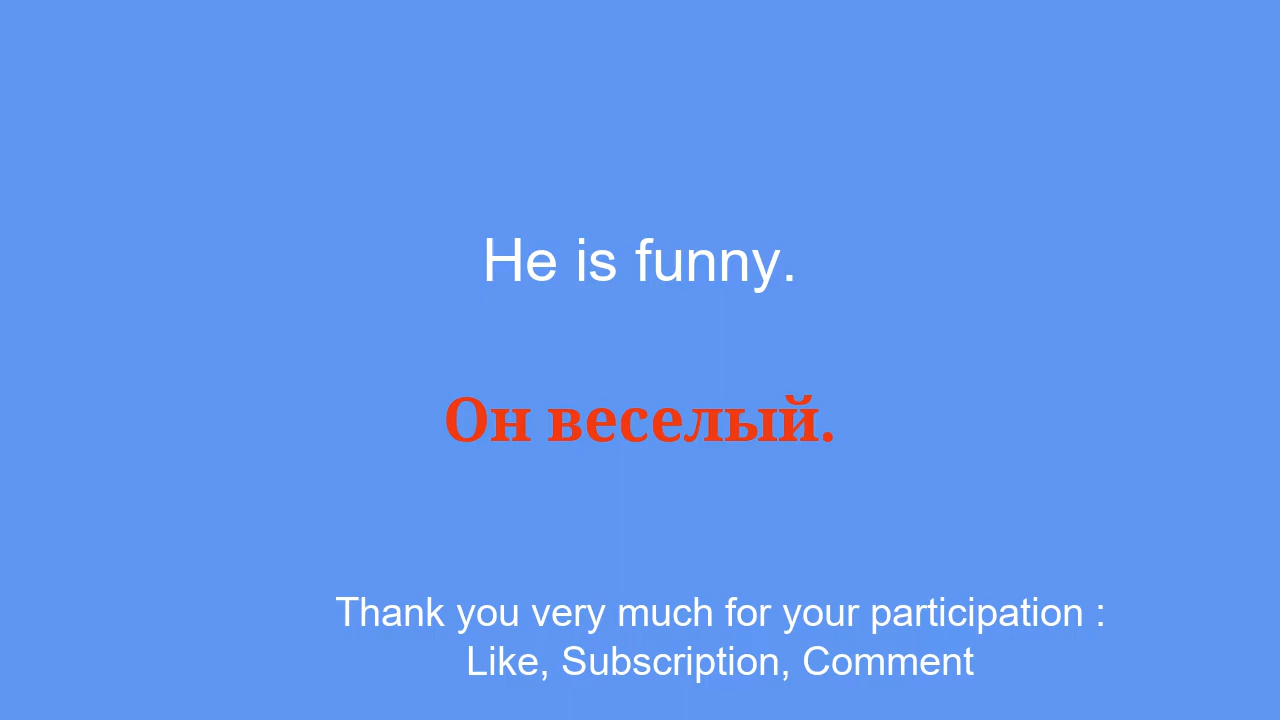 He is funny.
Он веселый.
Thank you very much for your participation :
Like, Subscription, Comment